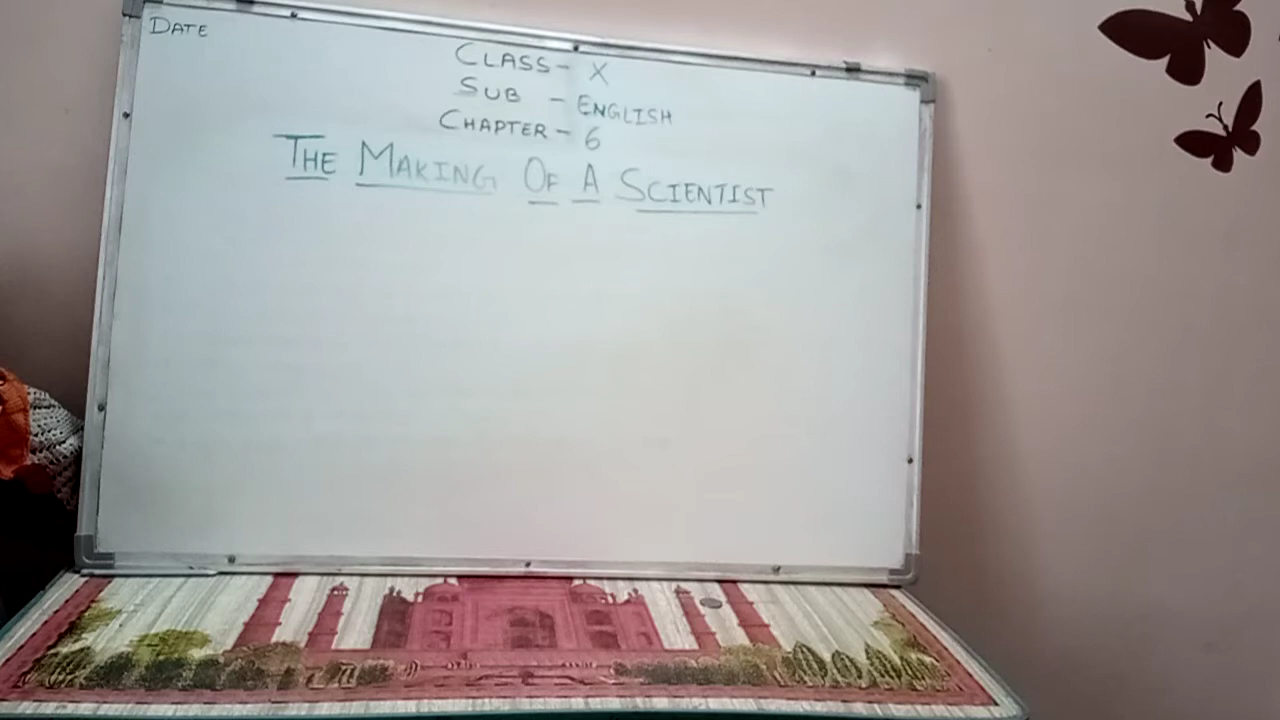 DATE
CLASS- X
SUB - ENGLISH
CHAPTER- 6
THE MAKING OF A SCIENTIST